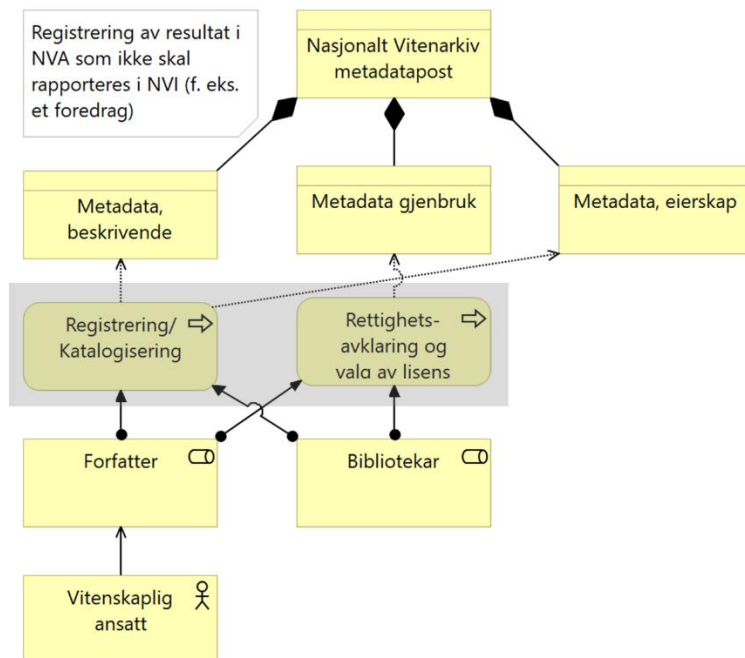 Registrering av resultat i
NVA som ikke skal
rapporteres i NVI (f. eks.
et foredrag)
Nasjonalt Vitenarkiv
metadatapost
Metadata,
beskrivende
Metadata gjenbruk
Metadata, eierskap
Registrering/
Katalogisering
Rettighets-
avklaring og
valg av lisens
Forfatter
Bibliotekar
Vitenskaplig
ansatt